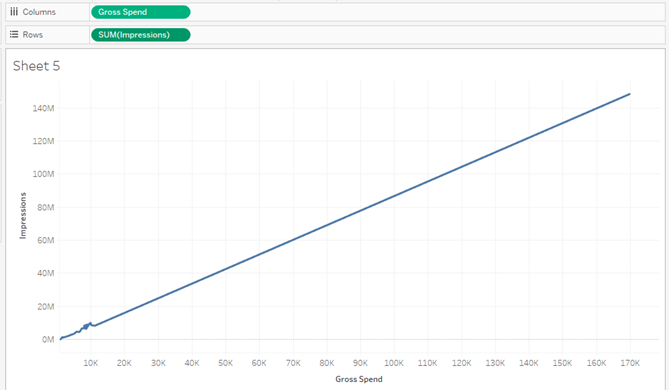 Columns Gross Spend
Rows SUM(Impressions)
Sheet 5
140M
120M
100M
80M
60M
40M
20M
0M
Impressions
10K 20K 30K 40K 50K 60K 70K 80K 90K 100K 110K 120K 130K 140K 150K 160K 170K
Gross Spend